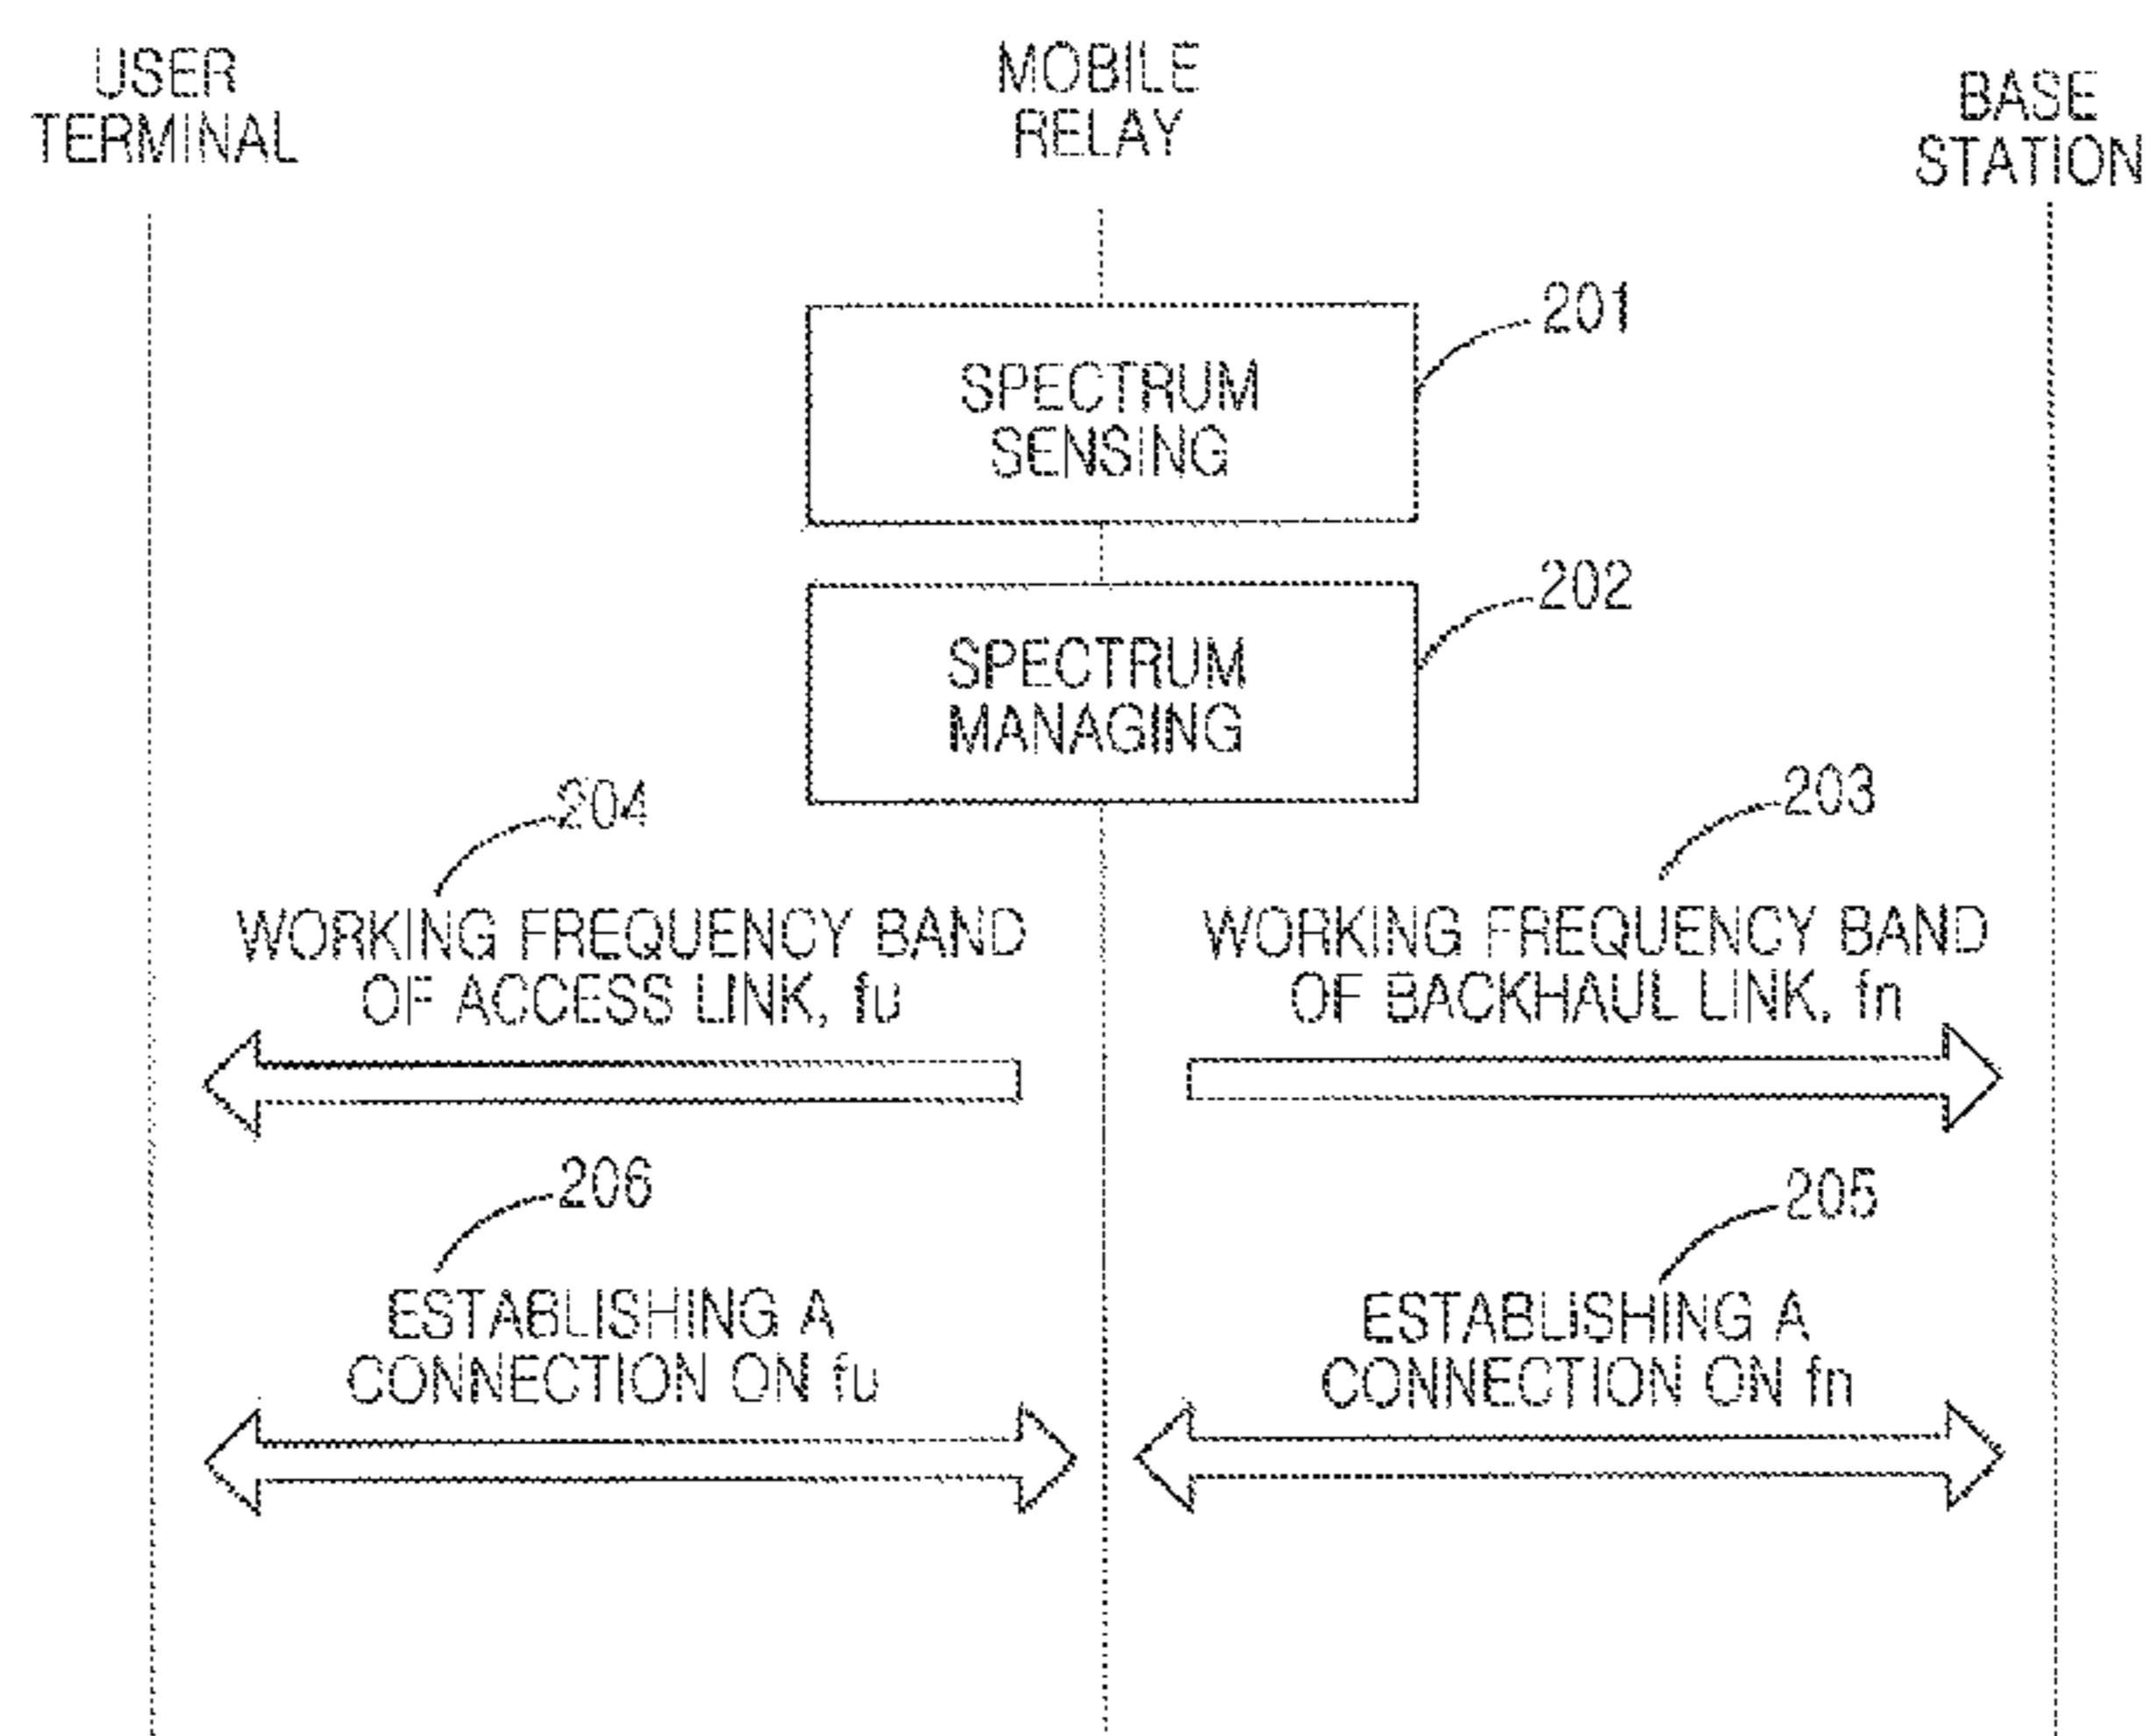 USER
TERMINAL
MOBILE
RELAY
BASE
STATION
201
SPECTRUM
SENSING
202
SPECTRUM
MANAGING
204
WORKING FREQUENCY BAND
OF ACCESS LINK, fu
203
WORKING FREQUENCY BAND
OF BACKHAUL LINK, fn
206
ESTABLISHING A
CONNECTION ON fu
205
ESTABLISHING A
CONNECTION ON fn